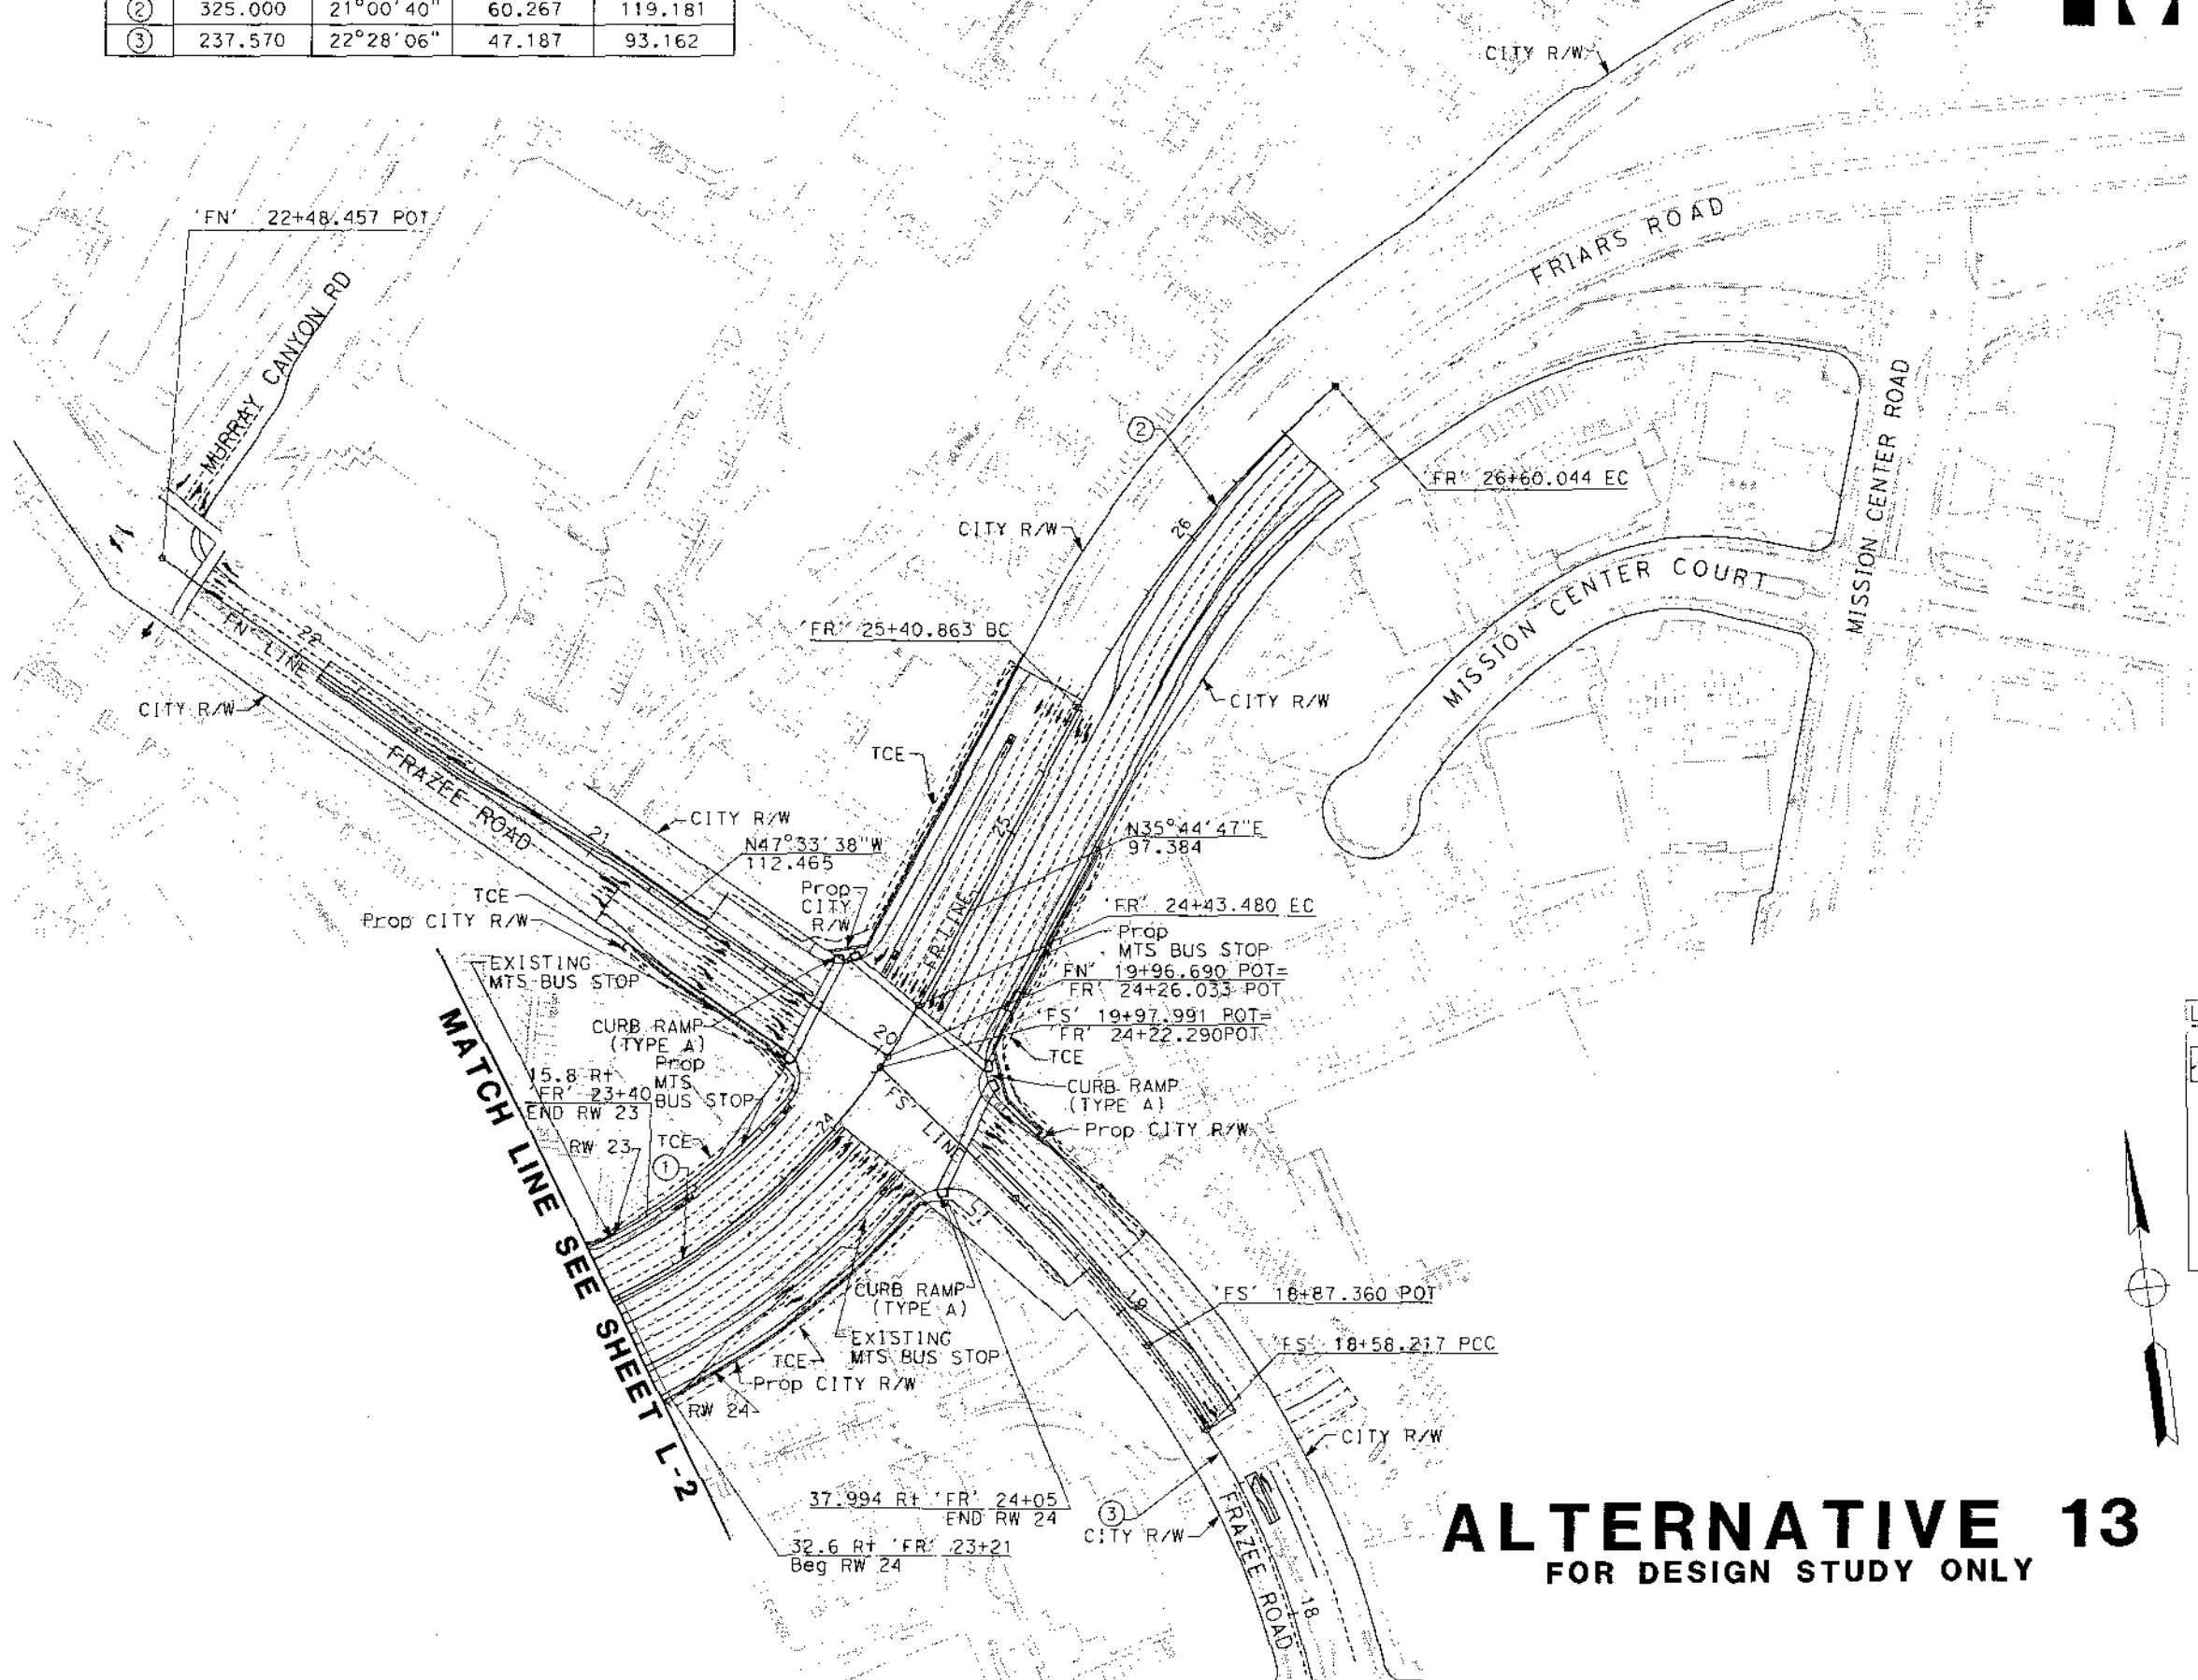 ② 325.000 21°00'40" 60.267 119.181
③ 237.570 22°28'06" 47.187 93.162
CITY R/W
'FN' 22+48.457 POT
MURRAY CANYON RD
FRIARS ROAD
②
'FR' 26+60.044 EC
MISSION CENTER ROAD
CITY R/W
26
MISSION CENTER COURT
'FN' LINE
22
'FR' 25+40.863 BC
CITY R/W
CITY R/W
TCE
FRAZEE ROAD
21
CITY R/W
25
N47°33'38"W
112.465
N35°44'47"E
97.384
TCE
Prop CITY R/W
Prop
CITY
R/W
'FR' LINE
'FR' 24+43.480 EC
Prop
MTS BUS STOP
EXISTING
MTS BUS STOP
'FN' 19+96.690 POT=
'FR' 24+26.033 POT
'FS' 19+97.991 POT=
'FR' 24+22.290POT
TCE
20
CURB RAMP
(TYPE A)
Prop
MTS
BUS STOP
15.8 Rt
'FR' 23+40
END RW 23
CURB RAMP
(TYPE A)
Prop CITY R/W
'FS' LINE
24
RW 23
TCE
①
MATCH LINE SEE SHEET L-2
CURB RAMP
(TYPE A)
EXISTING
MTS BUS STOP
19
'FS' 18+87.360 POT
'FS' 18+58.217 PCC
TCE
Prop CITY R/W
RW 24
CITY R/W
37.994 Rt 'FR' 24+05
END RW 24
③
CITY R/W
32.6 Rt 'FR' 23+21
Beg RW 24
FRAZEE ROAD
18
ALTERNATIVE 13
FOR DESIGN STUDY ONLY